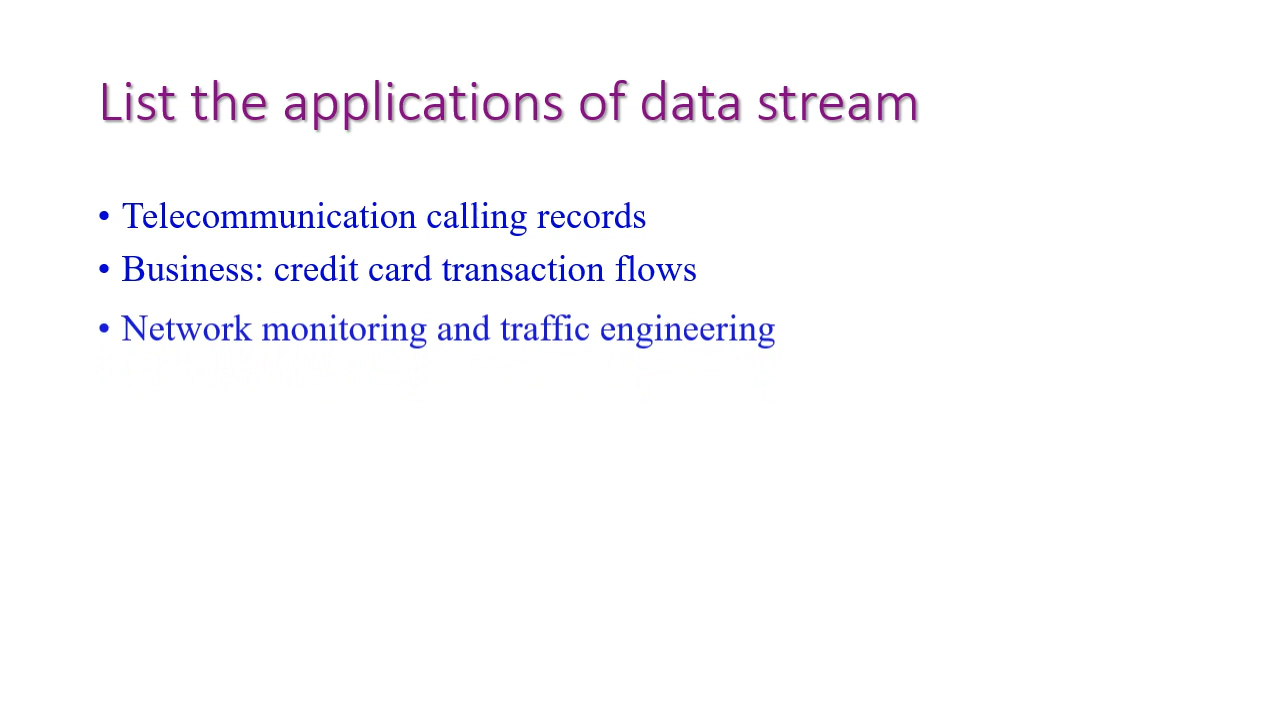 List the applications of data stream
• Telecommunication calling records
• Business: credit card transaction flows
• Network monitoring and traffic engineering